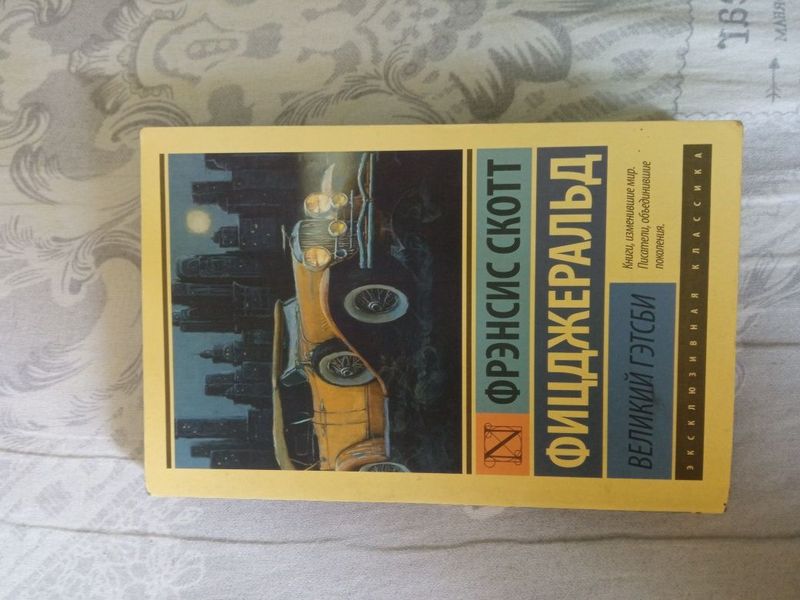 ФРЭНСИС СКОТТ
ФИЦДЖЕРАЛЬД
ВЕЛИКИЙ ГЭТСБИ
Книги, изменившие мир.
Писатели, объединившие
поколения.
ЭКСКЛЮЗИВНАЯ КЛАССИКА